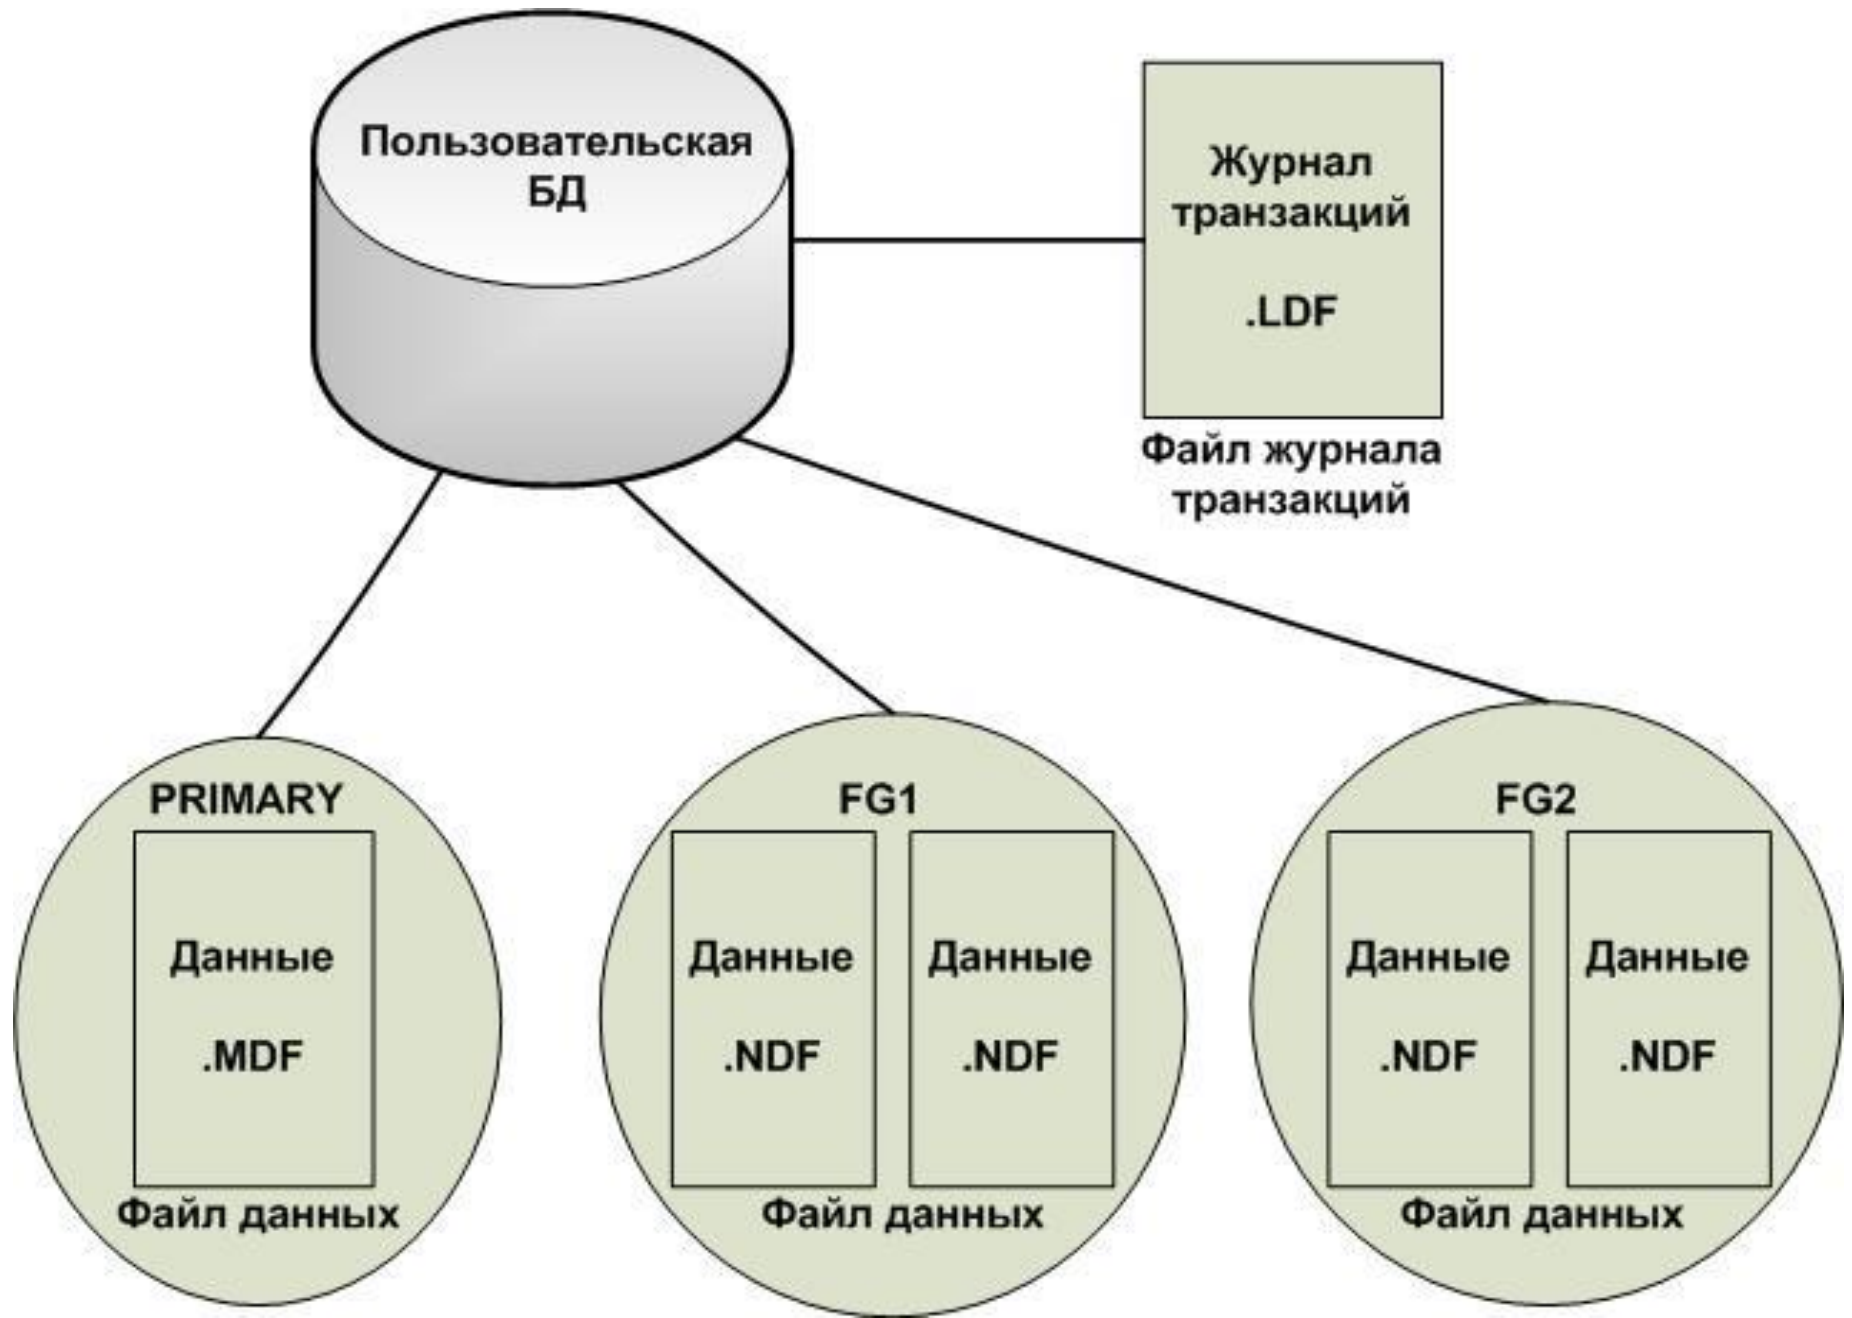 Пользовательская
БД
Журнал
транзакций
.LDF
Файл журнала
транзакций
PRIMARY
Данные
.MDF
Файл данных
FG1
Данные
.NDF
Данные
.NDF
Файл данных
FG2
Данные
.NDF
Данные
.NDF
Файл данных